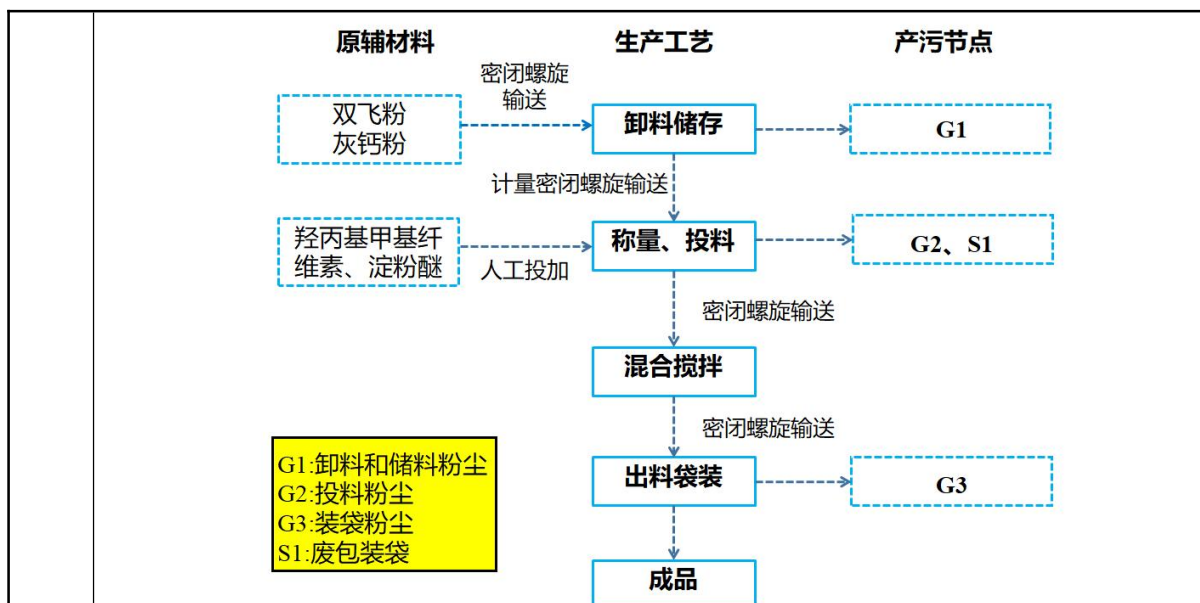 原辅材料
生产工艺
产污节点
密闭螺旋
输送
双飞粉
灰钙粉
卸料储存
G1
计量密闭螺旋输送
羟丙基甲基纤
维素、淀粉醚
人工投加
称量、投料
G2、S1
密闭螺旋输送
混合搅拌
密闭螺旋输送
出料袋装
G3
成品
G1:卸料和储料粉尘
G2:投料粉尘
G3:装袋粉尘
S1:废包装袋